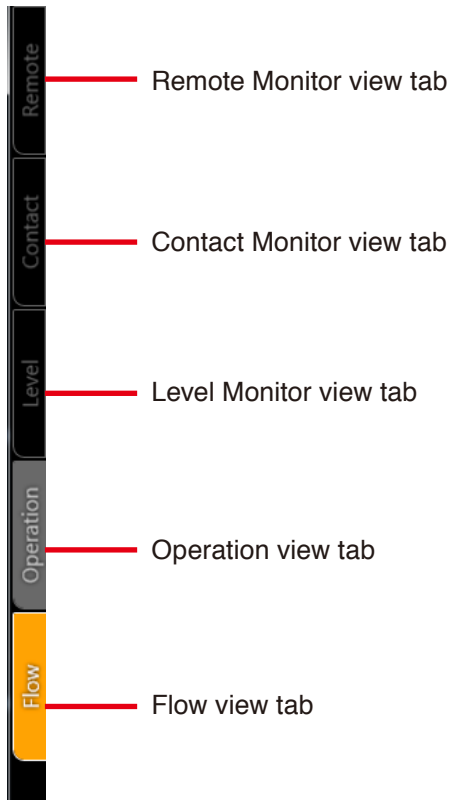 Remote
Remote Monitor view tab
Contact
Contact Monitor view tab
Level
Level Monitor view tab
Operation
Operation view tab
Flow
Flow view tab